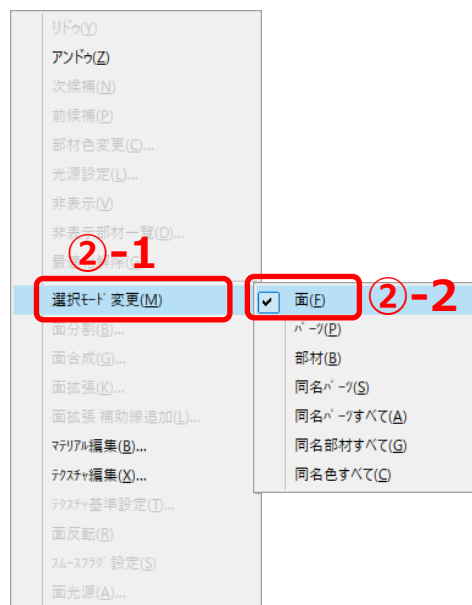 リドゥ(Y)
アンドゥ(Z)
次候補(N)
前候補(P)
部材色変更(C)...
光源設定(L)...
非表示(V)
非表示部材一覧(D)...
②-1
選択ﾓｰﾄﾞ変更(M)
面分割(B)...
面合成(G)...
面拡張(K)...
面拡張 補助線追加(L)...
ﾏﾃﾘｱﾙ編集(B)...
ﾃｸｽﾁｬ編集(X)...
ﾃｸｽﾁｬ基準設定(T)...
面反転(R)
ｽﾑｰｽﾌﾗｸﾞ設定(S)
面光源(A)...
②-2
面(F)
ﾊﾟｰﾂ(P)
部材(B)
同名ﾊﾟｰﾂ(S)
同名ﾊﾟｰﾂすべて(A)
同名部材すべて(G)
同名色すべて(C)